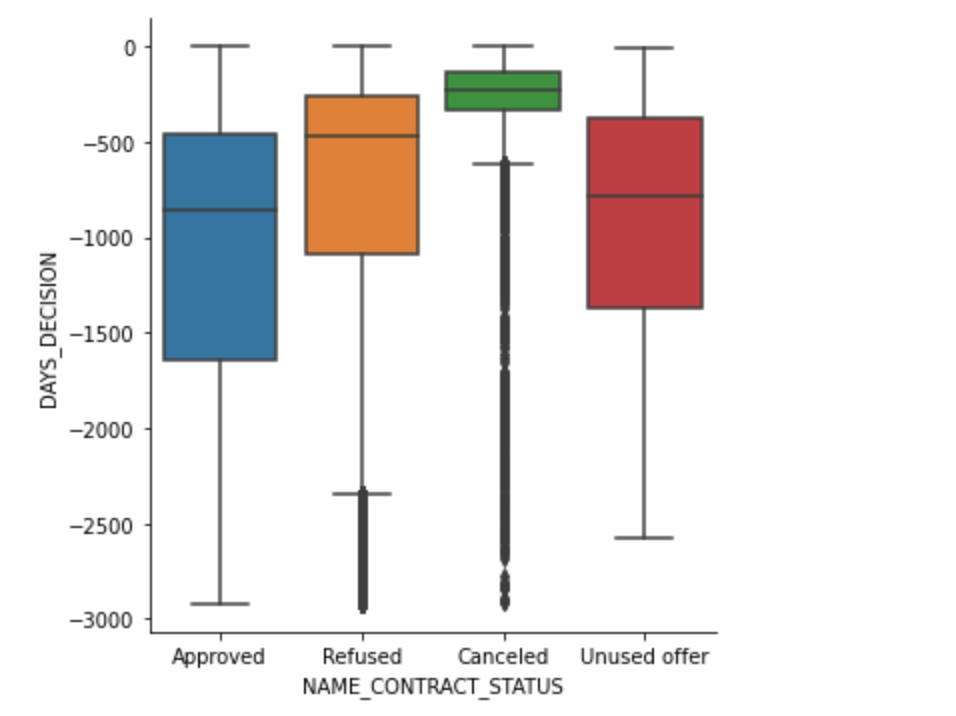 0
−500
−1000
−1500
−2000
−2500
−3000
DAYS_DECISION
Approved Refused Canceled Unused offer
NAME_CONTRACT_STATUS